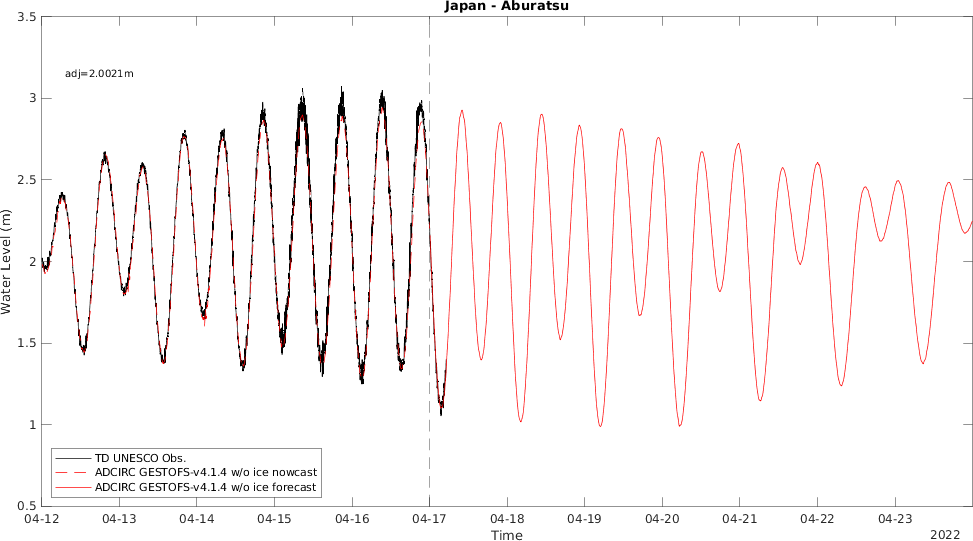 Japan - Aburatsu
3.5
adj=2.0021m
3
2.5
2
1.5
1
0.5
Water Level (m)
TD UNESCO Obs.
ADCIRC GESTOFS-v4.1.4 w/o ice nowcast
ADCIRC GESTOFS-v4.1.4 w/o ice forecast
04-12 04-13 04-14 04-15 04-16 04-17 04-18 04-19 04-20 04-21 04-22 04-23
Time
2022